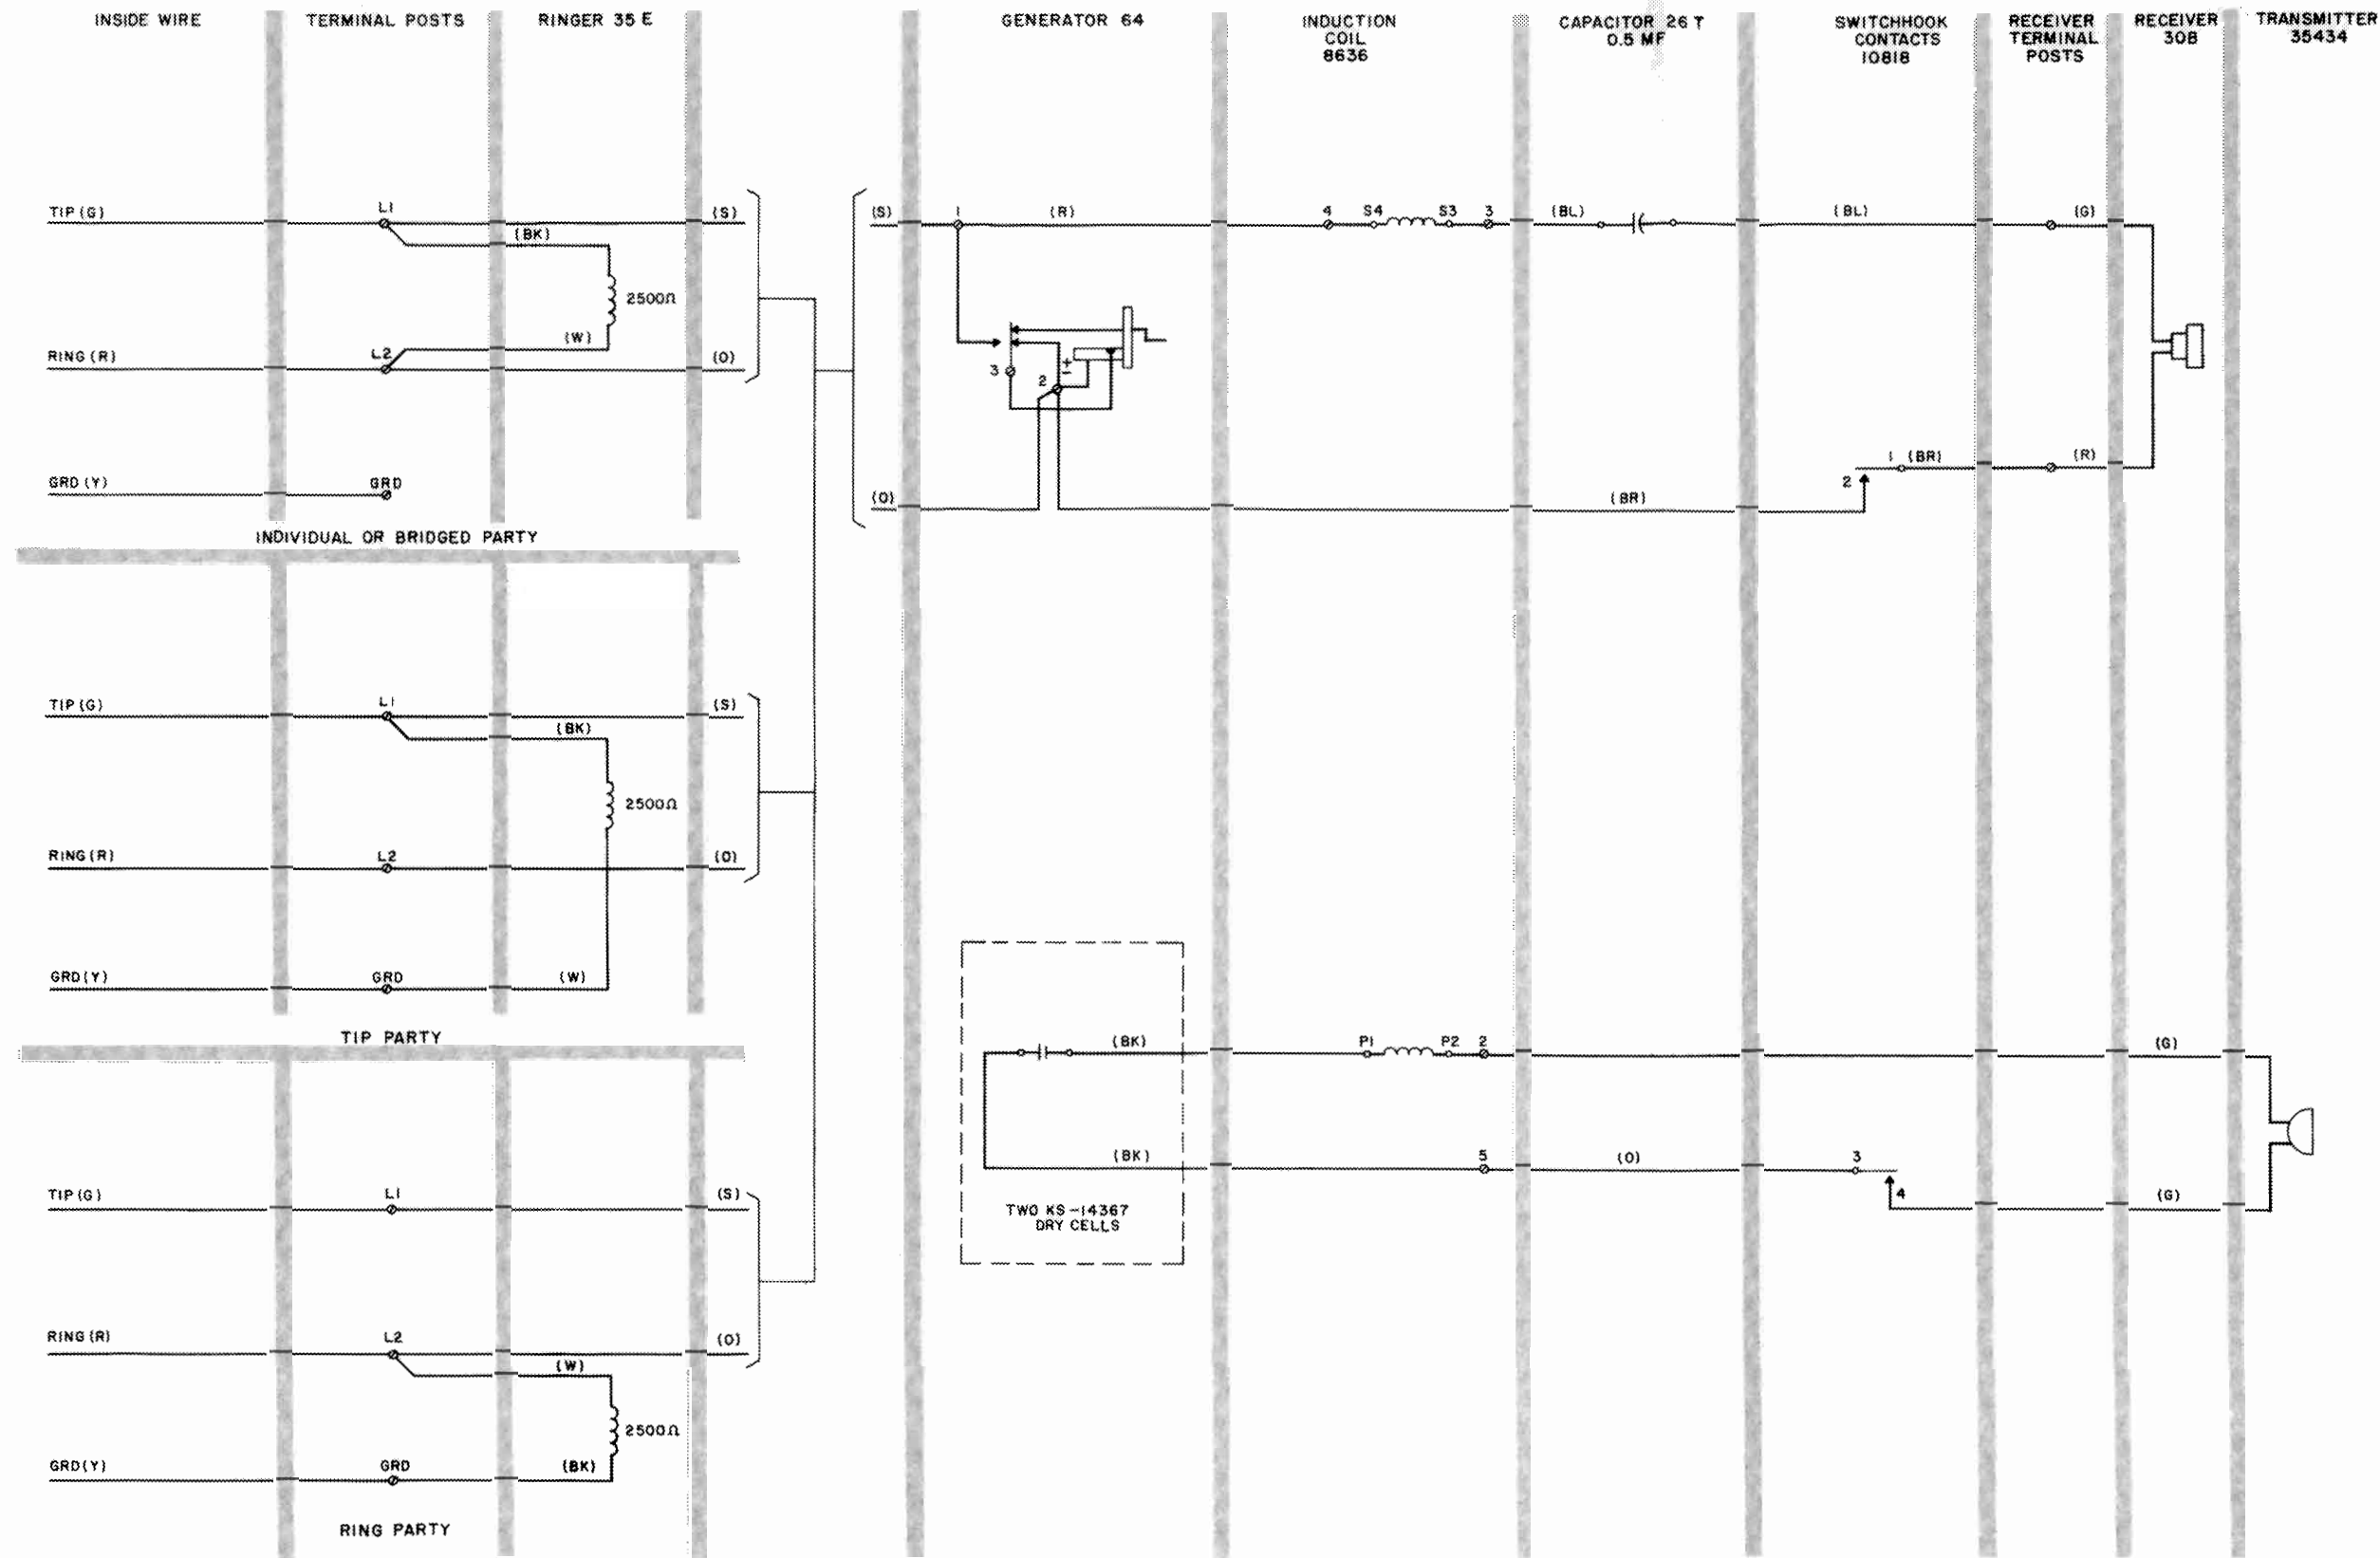 INSIDE WIRE
TERMINAL POSTS
RINGER 35 E
GENERATOR 64
INDUCTION
COIL
8636
CAPACITOR 26 T
0.5 MF
SWITCHHOOK
CONTACTS
10818
RECEIVER
TERMINAL
POSTS
RECEIVER
30B
TRANSMITTER
35434
TIP (G)
L1
(BK)
(S)
2500Ω
(W)
RING (R)
L2
(O)
GRD (Y)
GRD
INDIVIDUAL OR BRIDGED PARTY
(S)
1
(R)
4
S4
S3
3
(BL)
(BL)
(G)
3
2
+
−
(O)
(BR)
2
1
(BR)
(R)
TIP (G)
L1
(BK)
(S)
2500Ω
RING (R)
L2
(O)
GRD (Y)
GRD
(W)
TIP PARTY
(BK)
P1
P2
2
(G)
(BK)
5
(O)
3
4
(G)
TWO KS-14367
DRY CELLS
TIP (G)
L1
(S)
RING (R)
L2
(W)
(O)
2500Ω
GRD (Y)
GRD
(BK)
RING PARTY